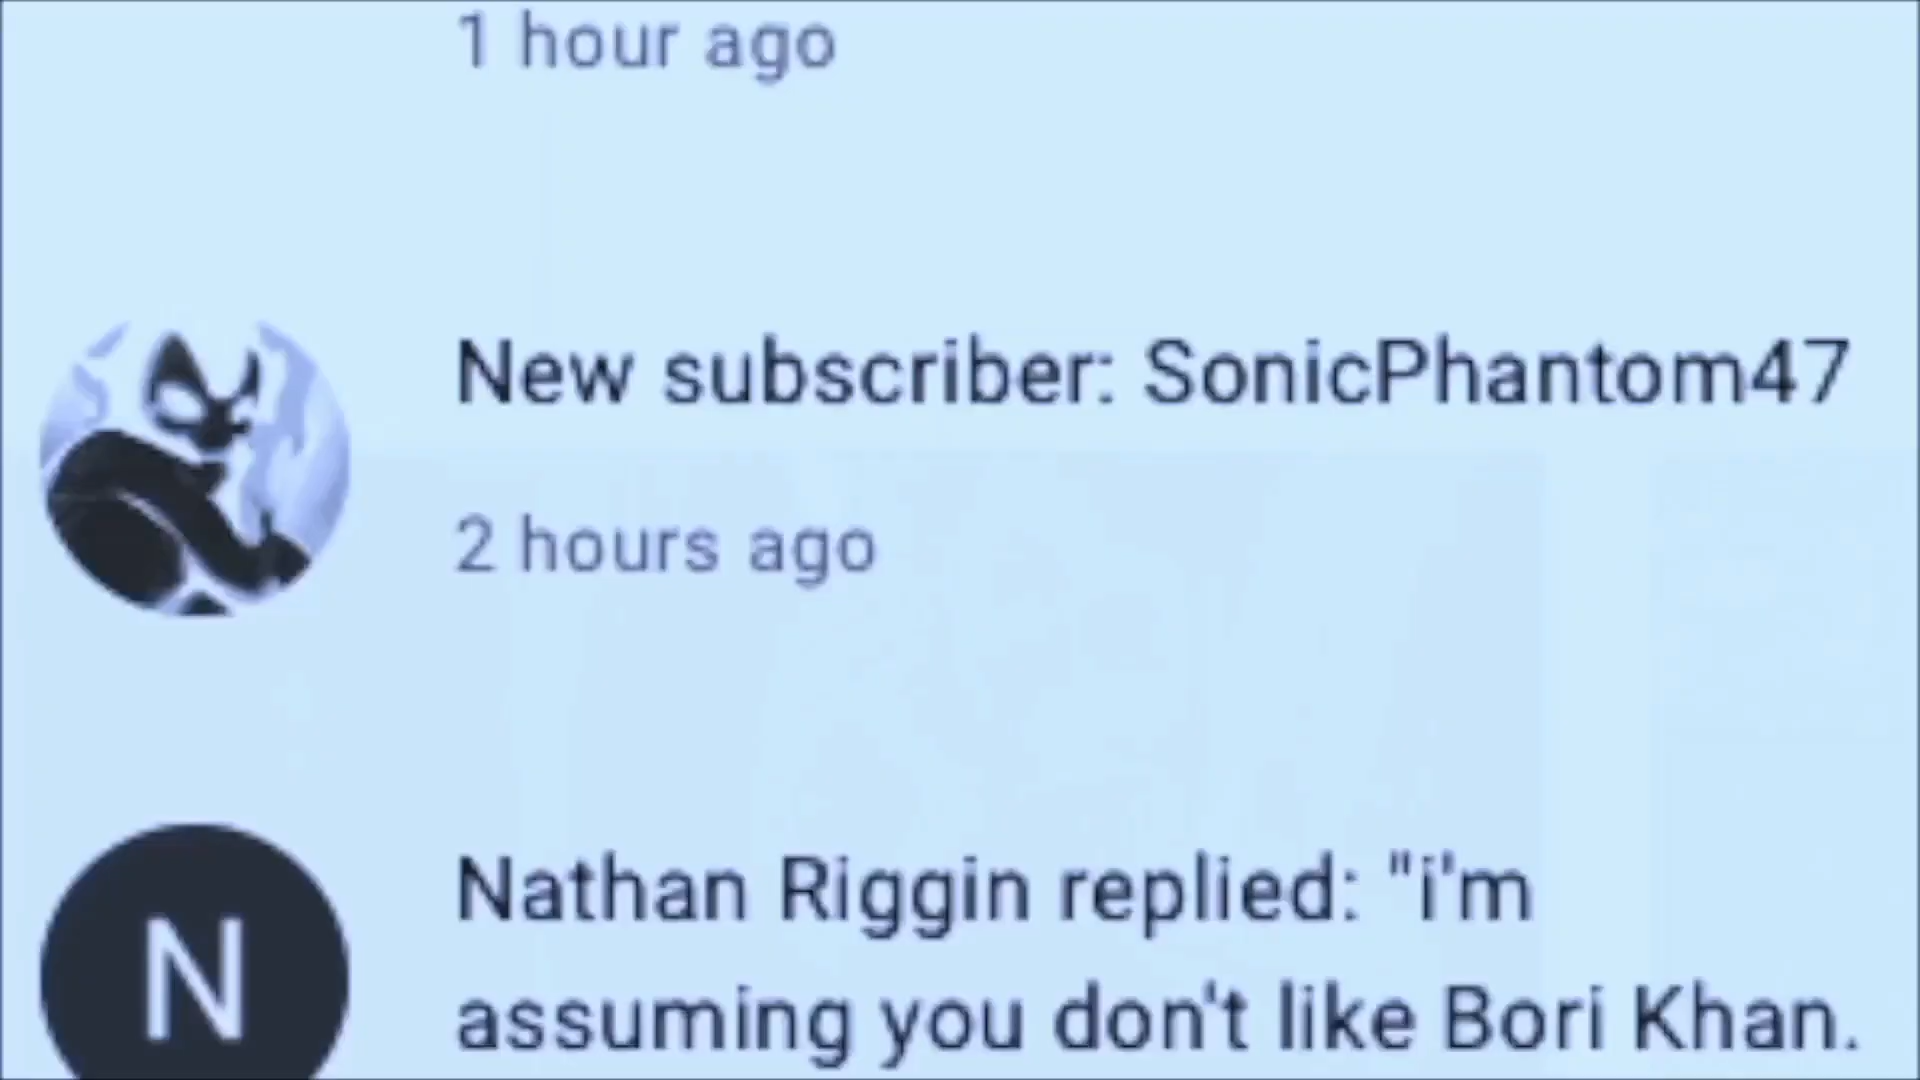 1 hour ago
New subscriber: SonicPhantom47
2 hours ago
N
Nathan Riggin replied: "i'm
assuming you don't like Bori Khan.